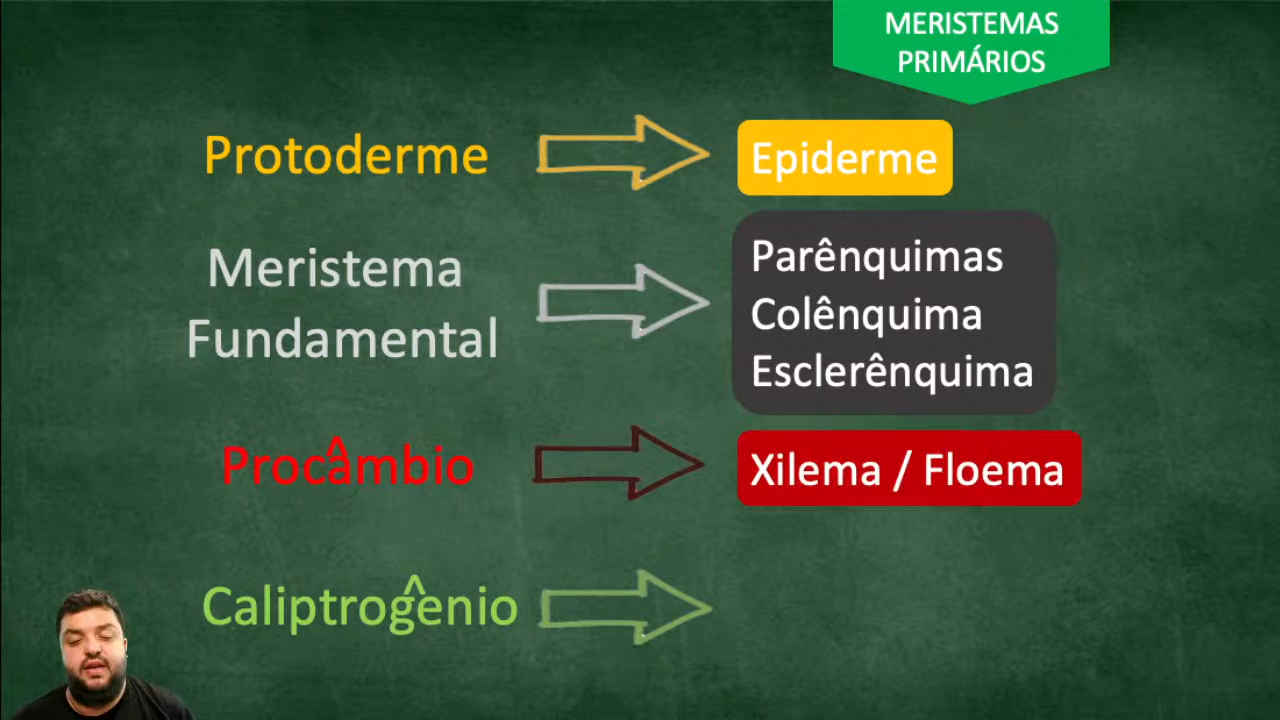 MERISTEMAS
PRIMÁRIOS
Protoderme
Epiderme
Meristema
Fundamental
Parênquimas
Colênquima
Esclerênquima
Procâmbio
Xilema / Floema
Caliptrogênio